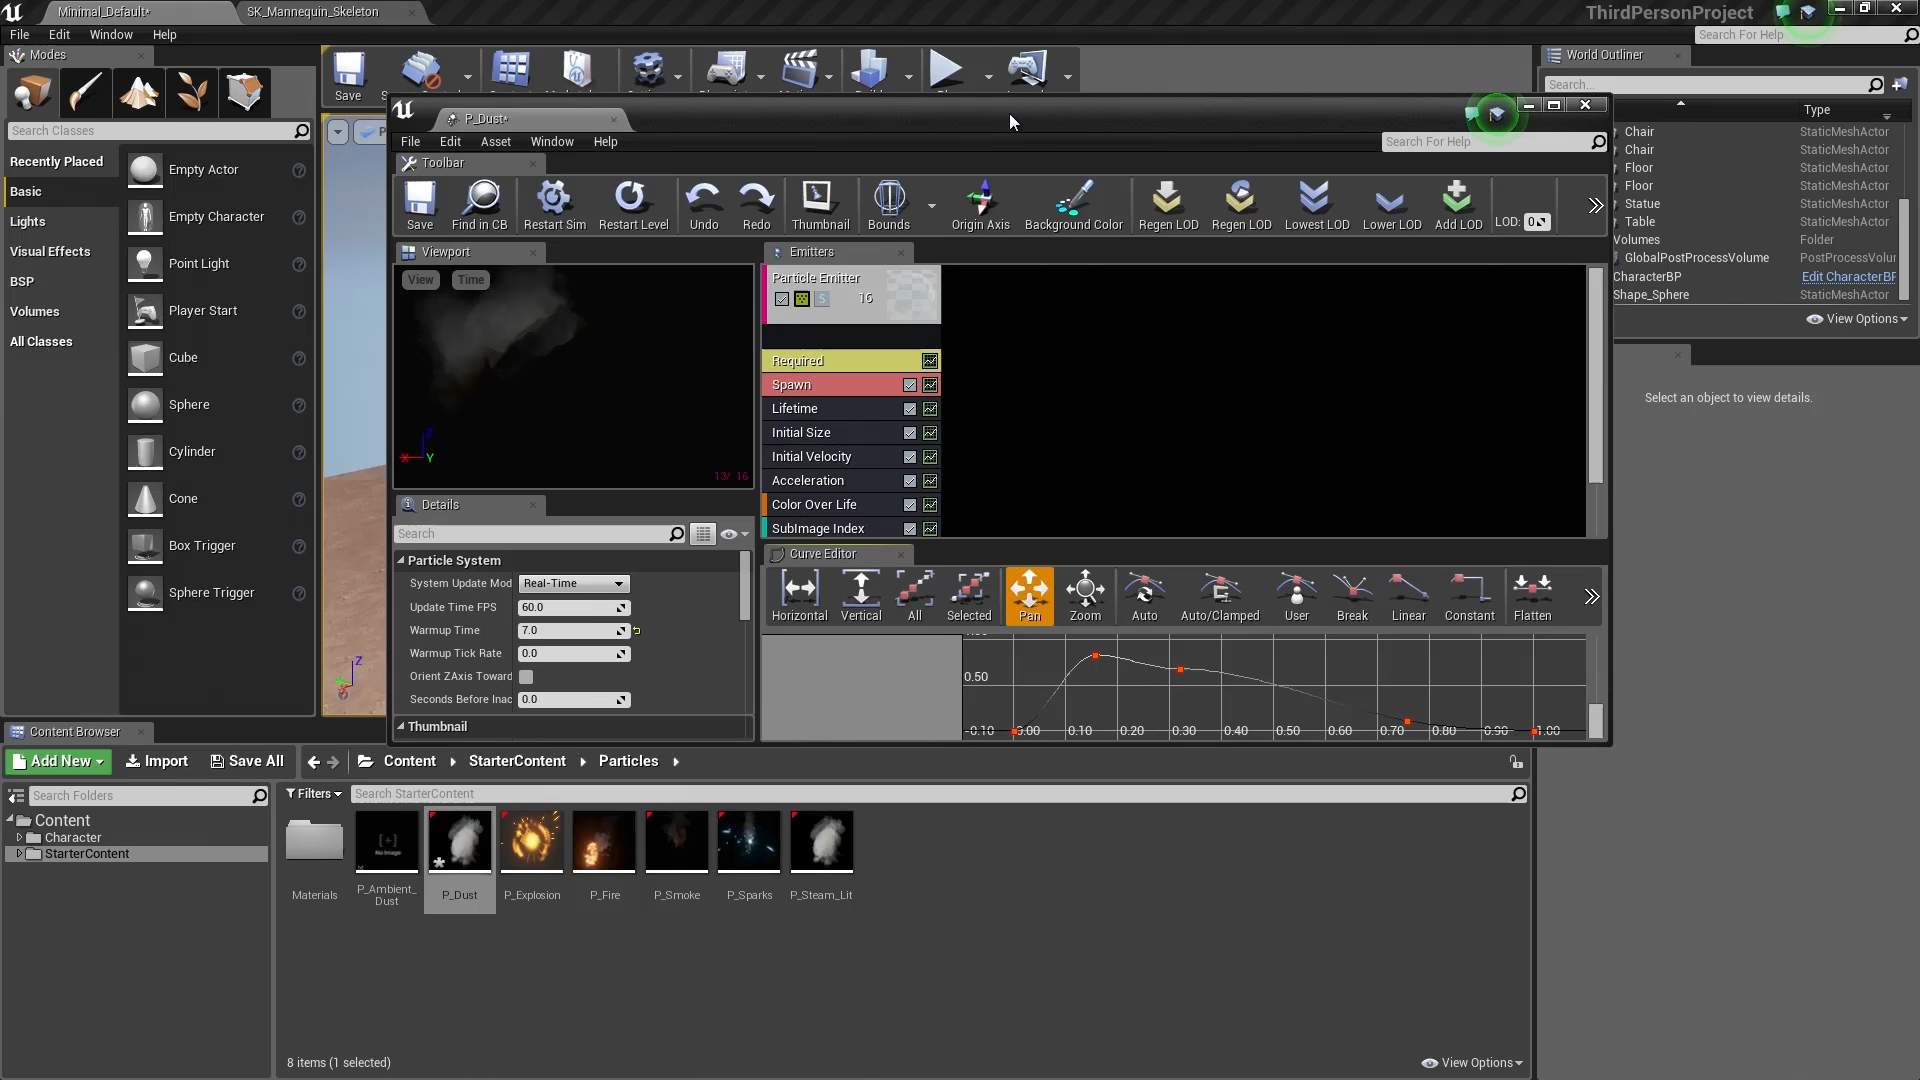 Minimal_Default*
SK_Mannequin_Skeleton
ThirdPersonProject
File Edit Window Help
Search For Help
Modes
Save
World Outliner
Search...
Type
Search Classes
Recently Placed
Basic
Lights
Visual Effects
BSP
Volumes
All Classes
Empty Actor
Empty Character
Point Light
Player Start
Cube
Sphere
Cylinder
Cone
Box Trigger
Sphere Trigger
P_Dust*
File Edit Asset Window Help
Search For Help
Toolbar
Save
Find in CB
Restart Sim
Restart Level
Undo
Redo
Thumbnail
Bounds
Origin Axis
Background Color
Regen LOD
Regen LOD
Lowest LOD
Lower LOD
Add LOD
LOD: 0
Viewport
View Time
X Y Z
13/ 16
Emitters
Particle Emitter
16
Required
Spawn
Lifetime
Initial Size
Initial Velocity
Acceleration
Color Over Life
SubImage Index
Details
Search
Particle System
System Update Mod Real-Time
Update Time FPS 60.0
Warmup Time 7.0
Warmup Tick Rate 0.0
Orient ZAxis Toward
Seconds Before Inac 0.0
Thumbnail
Curve Editor
Horizontal
Vertical
All
Selected
Pan
Zoom
Auto
Auto/Clamped
User
Break
Linear
Constant
Flatten
0.50
-0.10 0.00 0.10 0.20 0.30 0.40 0.50 0.60 0.70 0.80 0.90 1.00
Chair StaticMeshActor
Chair StaticMeshActor
Floor StaticMeshActor
Floor StaticMeshActor
Statue StaticMeshActor
Table StaticMeshActor
Volumes Folder
GlobalPostProcessVolume PostProcessVolu
CharacterBP Edit CharacterBP
Shape_Sphere StaticMeshActor
View Options
Select an object to view details.
Z
Content Browser
Add New
Import
Save All
Content StarterContent Particles
Search Folders
Filters
Search StarterContent
Content
Character
StarterContent
Materials
P_Ambient_
Dust
P_Dust
P_Explosion
P_Fire
P_Smoke
P_Sparks
P_Steam_Lit
8 items (1 selected)
View Options